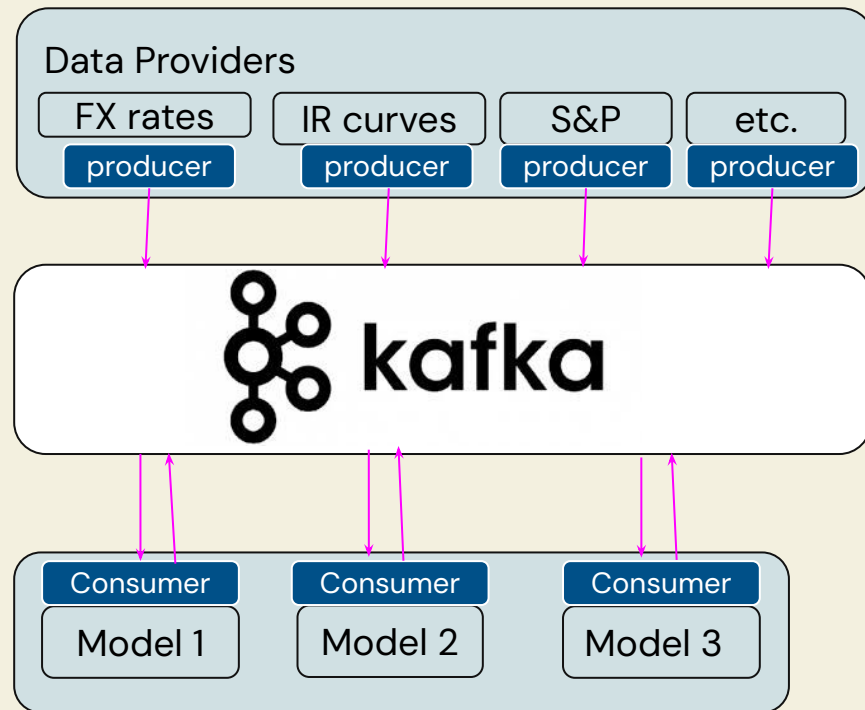 Data Providers
FX rates
IR curves
S&P
etc.
producer
producer
producer
producer
kafka
Consumer
Consumer
Consumer
Model 1
Model 2
Model 3